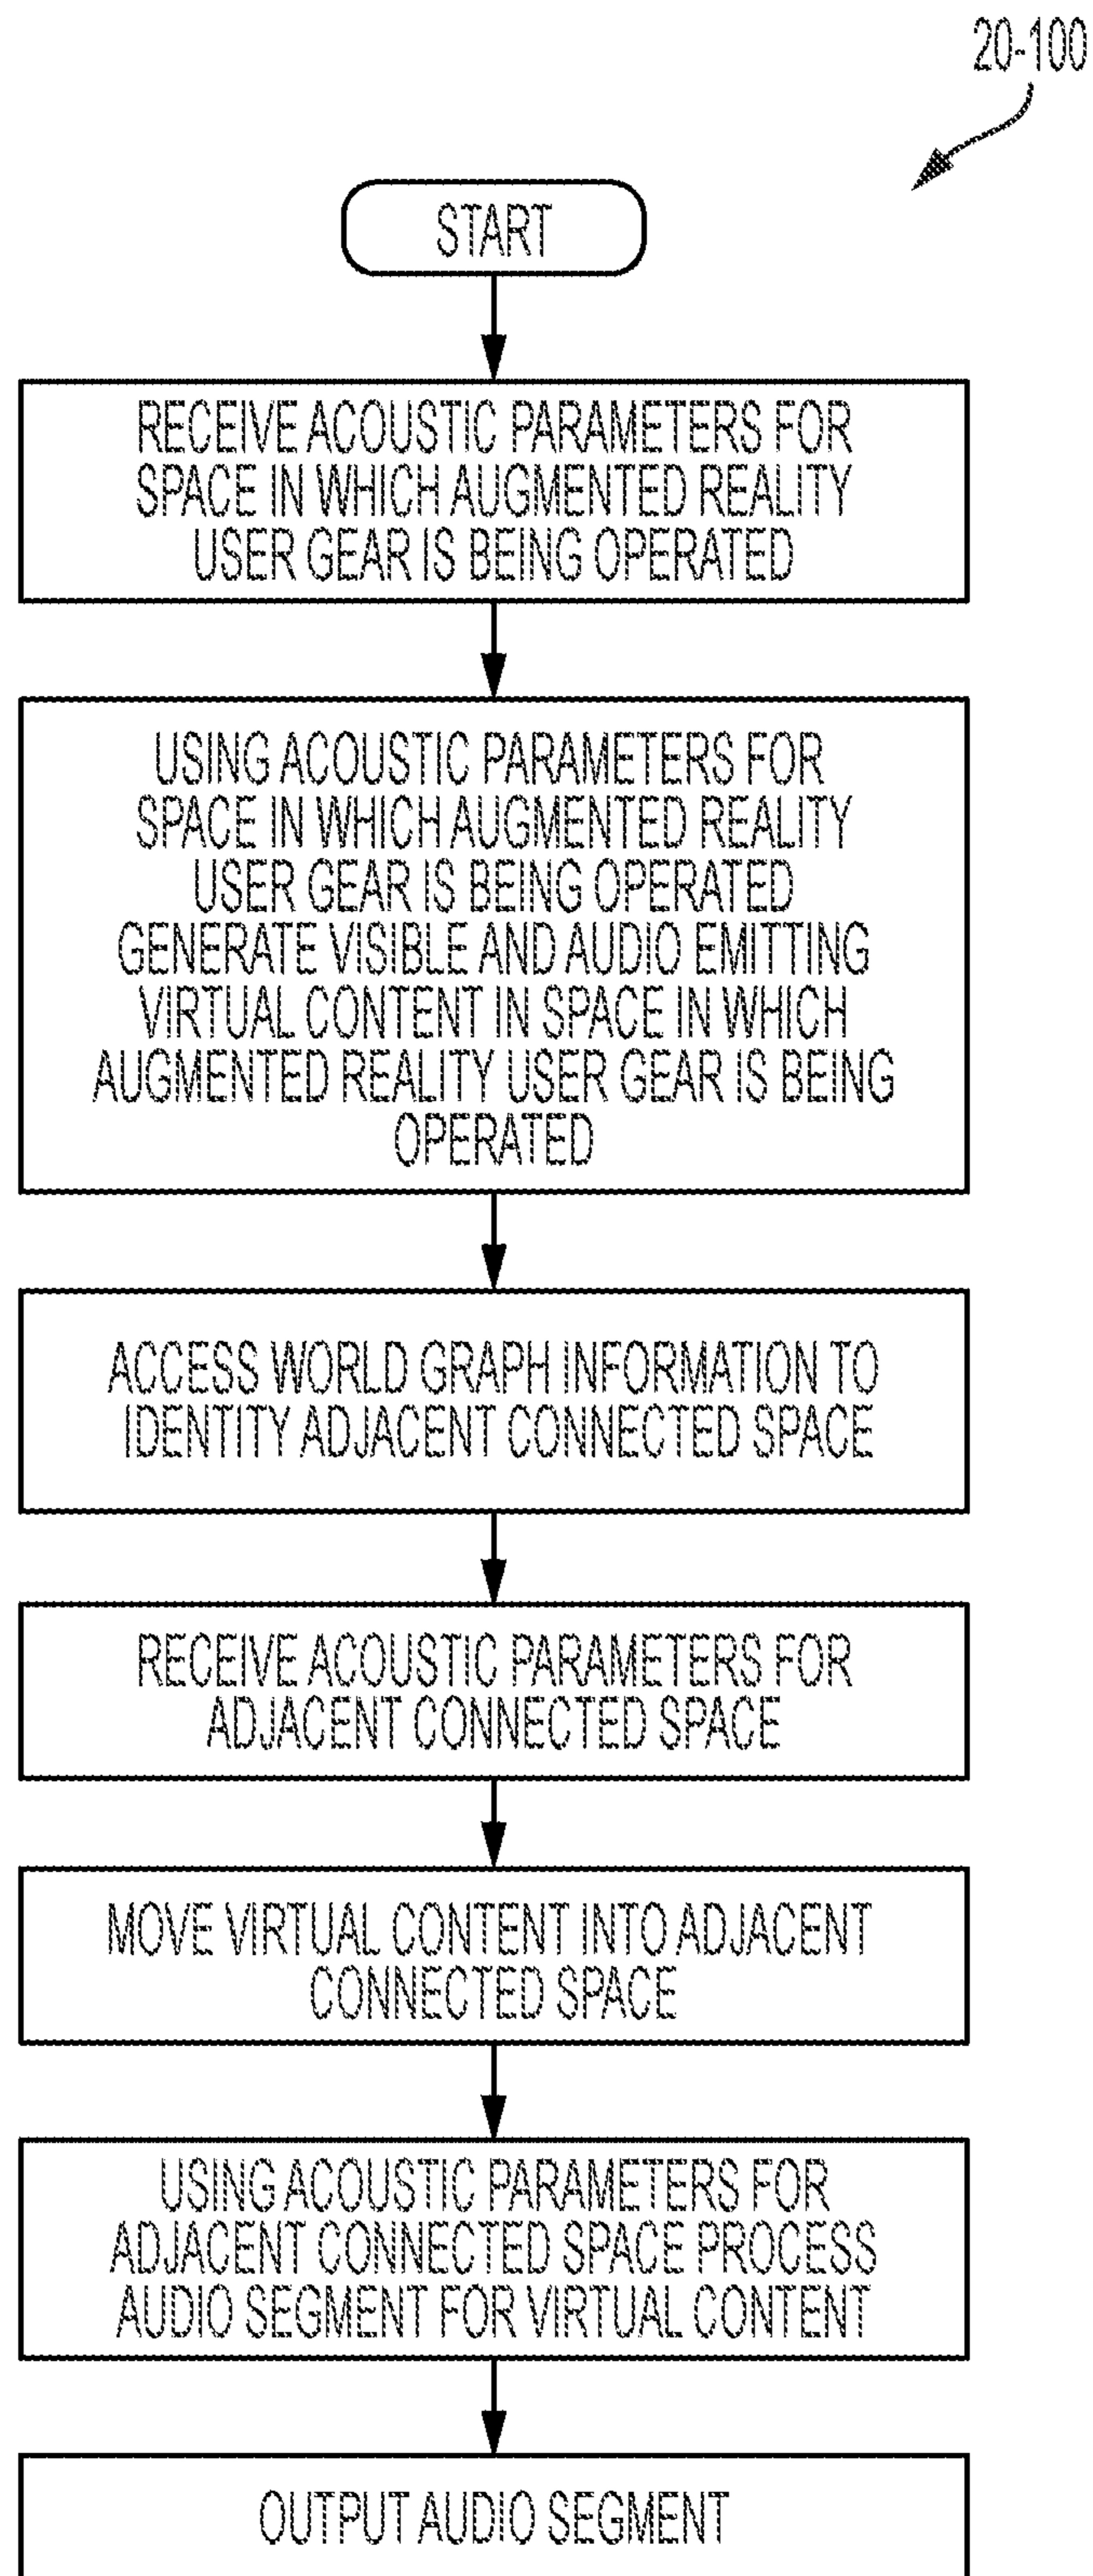 20-100
START
RECEIVE ACOUSTIC PARAMETERS FOR
SPACE IN WHICH AUGMENTED REALITY
USER GEAR IS BEING OPERATED
USING ACOUSTIC PARAMETERS FOR
SPACE IN WHICH AUGMENTED REALITY
USER GEAR IS BEING OPERATED
GENERATE VISIBLE AND AUDIO EMITTING
VIRTUAL CONTENT IN SPACE IN WHICH
AUGMENTED REALITY USER GEAR IS BEING
OPERATED
ACCESS WORLD GRAPH INFORMATION TO
IDENTITY ADJACENT CONNECTED SPACE
RECEIVE ACOUSTIC PARAMETERS FOR
ADJACENT CONNECTED SPACE
MOVE VIRTUAL CONTENT INTO ADJACENT
CONNECTED SPACE
USING ACOUSTIC PARAMETERS FOR
ADJACENT CONNECTED SPACE PROCESS
AUDIO SEGMENT FOR VIRTUAL CONTENT
OUTPUT AUDIO SEGMENT